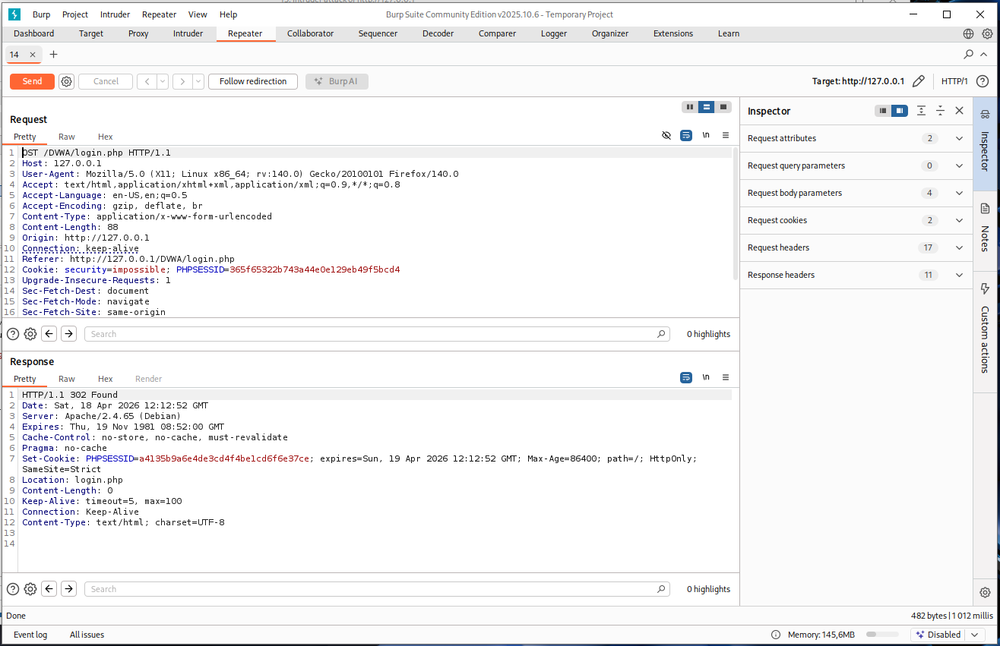 Burp Project Intruder Repeater View Help Burp Suite Community Edition v2025.10.6 - Temporary Project
Dashboard Target Proxy Intruder Repeater Collaborator Sequencer Decoder Comparer Logger Organizer Extensions Learn
14
Send Cancel Follow redirection Burp AI Target: http://127.0.0.1 HTTP/1
Request
Pretty Raw Hex \n
1 OST /DVWA/login.php HTTP/1.1
2 Host: 127.0.0.1
3 User-Agent: Mozilla/5.0 (X11; Linux x86_64; rv:140.0) Gecko/20100101 Firefox/140.0
4 Accept: text/html,application/xhtml+xml,application/xml;q=0.9,*/*;q=0.8
5 Accept-Language: en-US,en;q=0.5
6 Accept-Encoding: gzip, deflate, br
7 Content-Type: application/x-www-form-urlencoded
8 Content-Length: 88
9 Origin: http://127.0.0.1
10 Connection: keep-alive
11 Referer: http://127.0.0.1/DVWA/login.php
12 Cookie: security=impossible; PHPSESSID=365f65322b743a44e0e129eb49f5bcd4
13 Upgrade-Insecure-Requests: 1
14 Sec-Fetch-Dest: document
15 Sec-Fetch-Mode: navigate
16 Sec-Fetch-Site: same-origin
Search 0 highlights
Response
Pretty Raw Hex Render \n
1 HTTP/1.1 302 Found
2 Date: Sat, 18 Apr 2026 12:12:52 GMT
3 Server: Apache/2.4.65 (Debian)
4 Expires: Thu, 19 Nov 1981 08:52:00 GMT
5 Cache-Control: no-store, no-cache, must-revalidate
6 Pragma: no-cache
7 Set-Cookie: PHPSESSID=a4135b9a6e4de3cd4f4be1cd6f6e37ce; expires=Sun, 19 Apr 2026 12:12:52 GMT; Max-Age=86400; path=/; HttpOnly;
SameSite=Strict
8 Location: login.php
9 Content-Length: 0
10 Keep-Alive: timeout=5, max=100
11 Connection: Keep-Alive
12 Content-Type: text/html; charset=UTF-8
13
14
Search 0 highlights
Inspector
Request attributes 2
Request query parameters 0
Request body parameters 4
Request cookies 2
Request headers 17
Response headers 11
Inspector
Notes
Custom actions
Done 482 bytes | 1 012 millis
Event log All issues Memory: 145,6MB Disabled